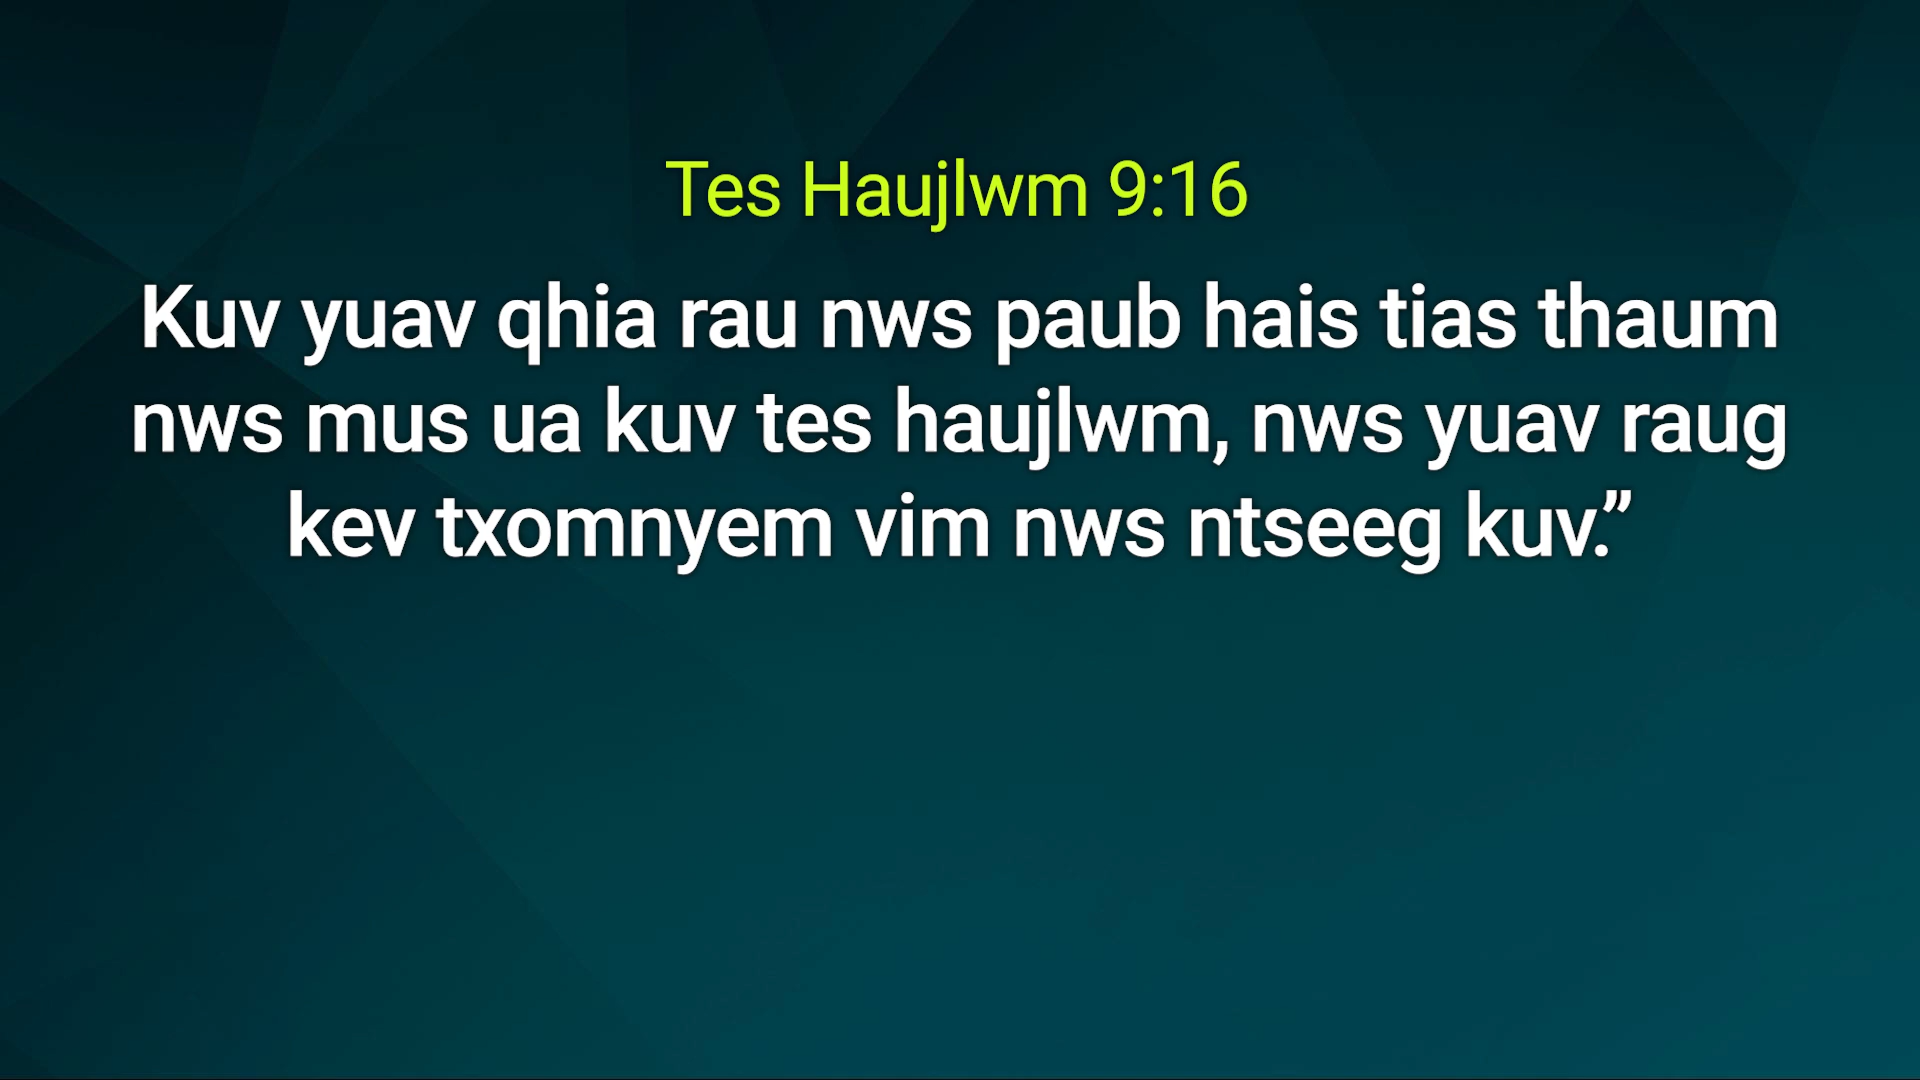 Tes Haujlwm 9:16
Kuv yuav qhia rau nws paub hais tias thaum
nws mus ua kuv tes haujlwm, nws yuav raug
kev txomnyem vim nws ntseeg kuv.”